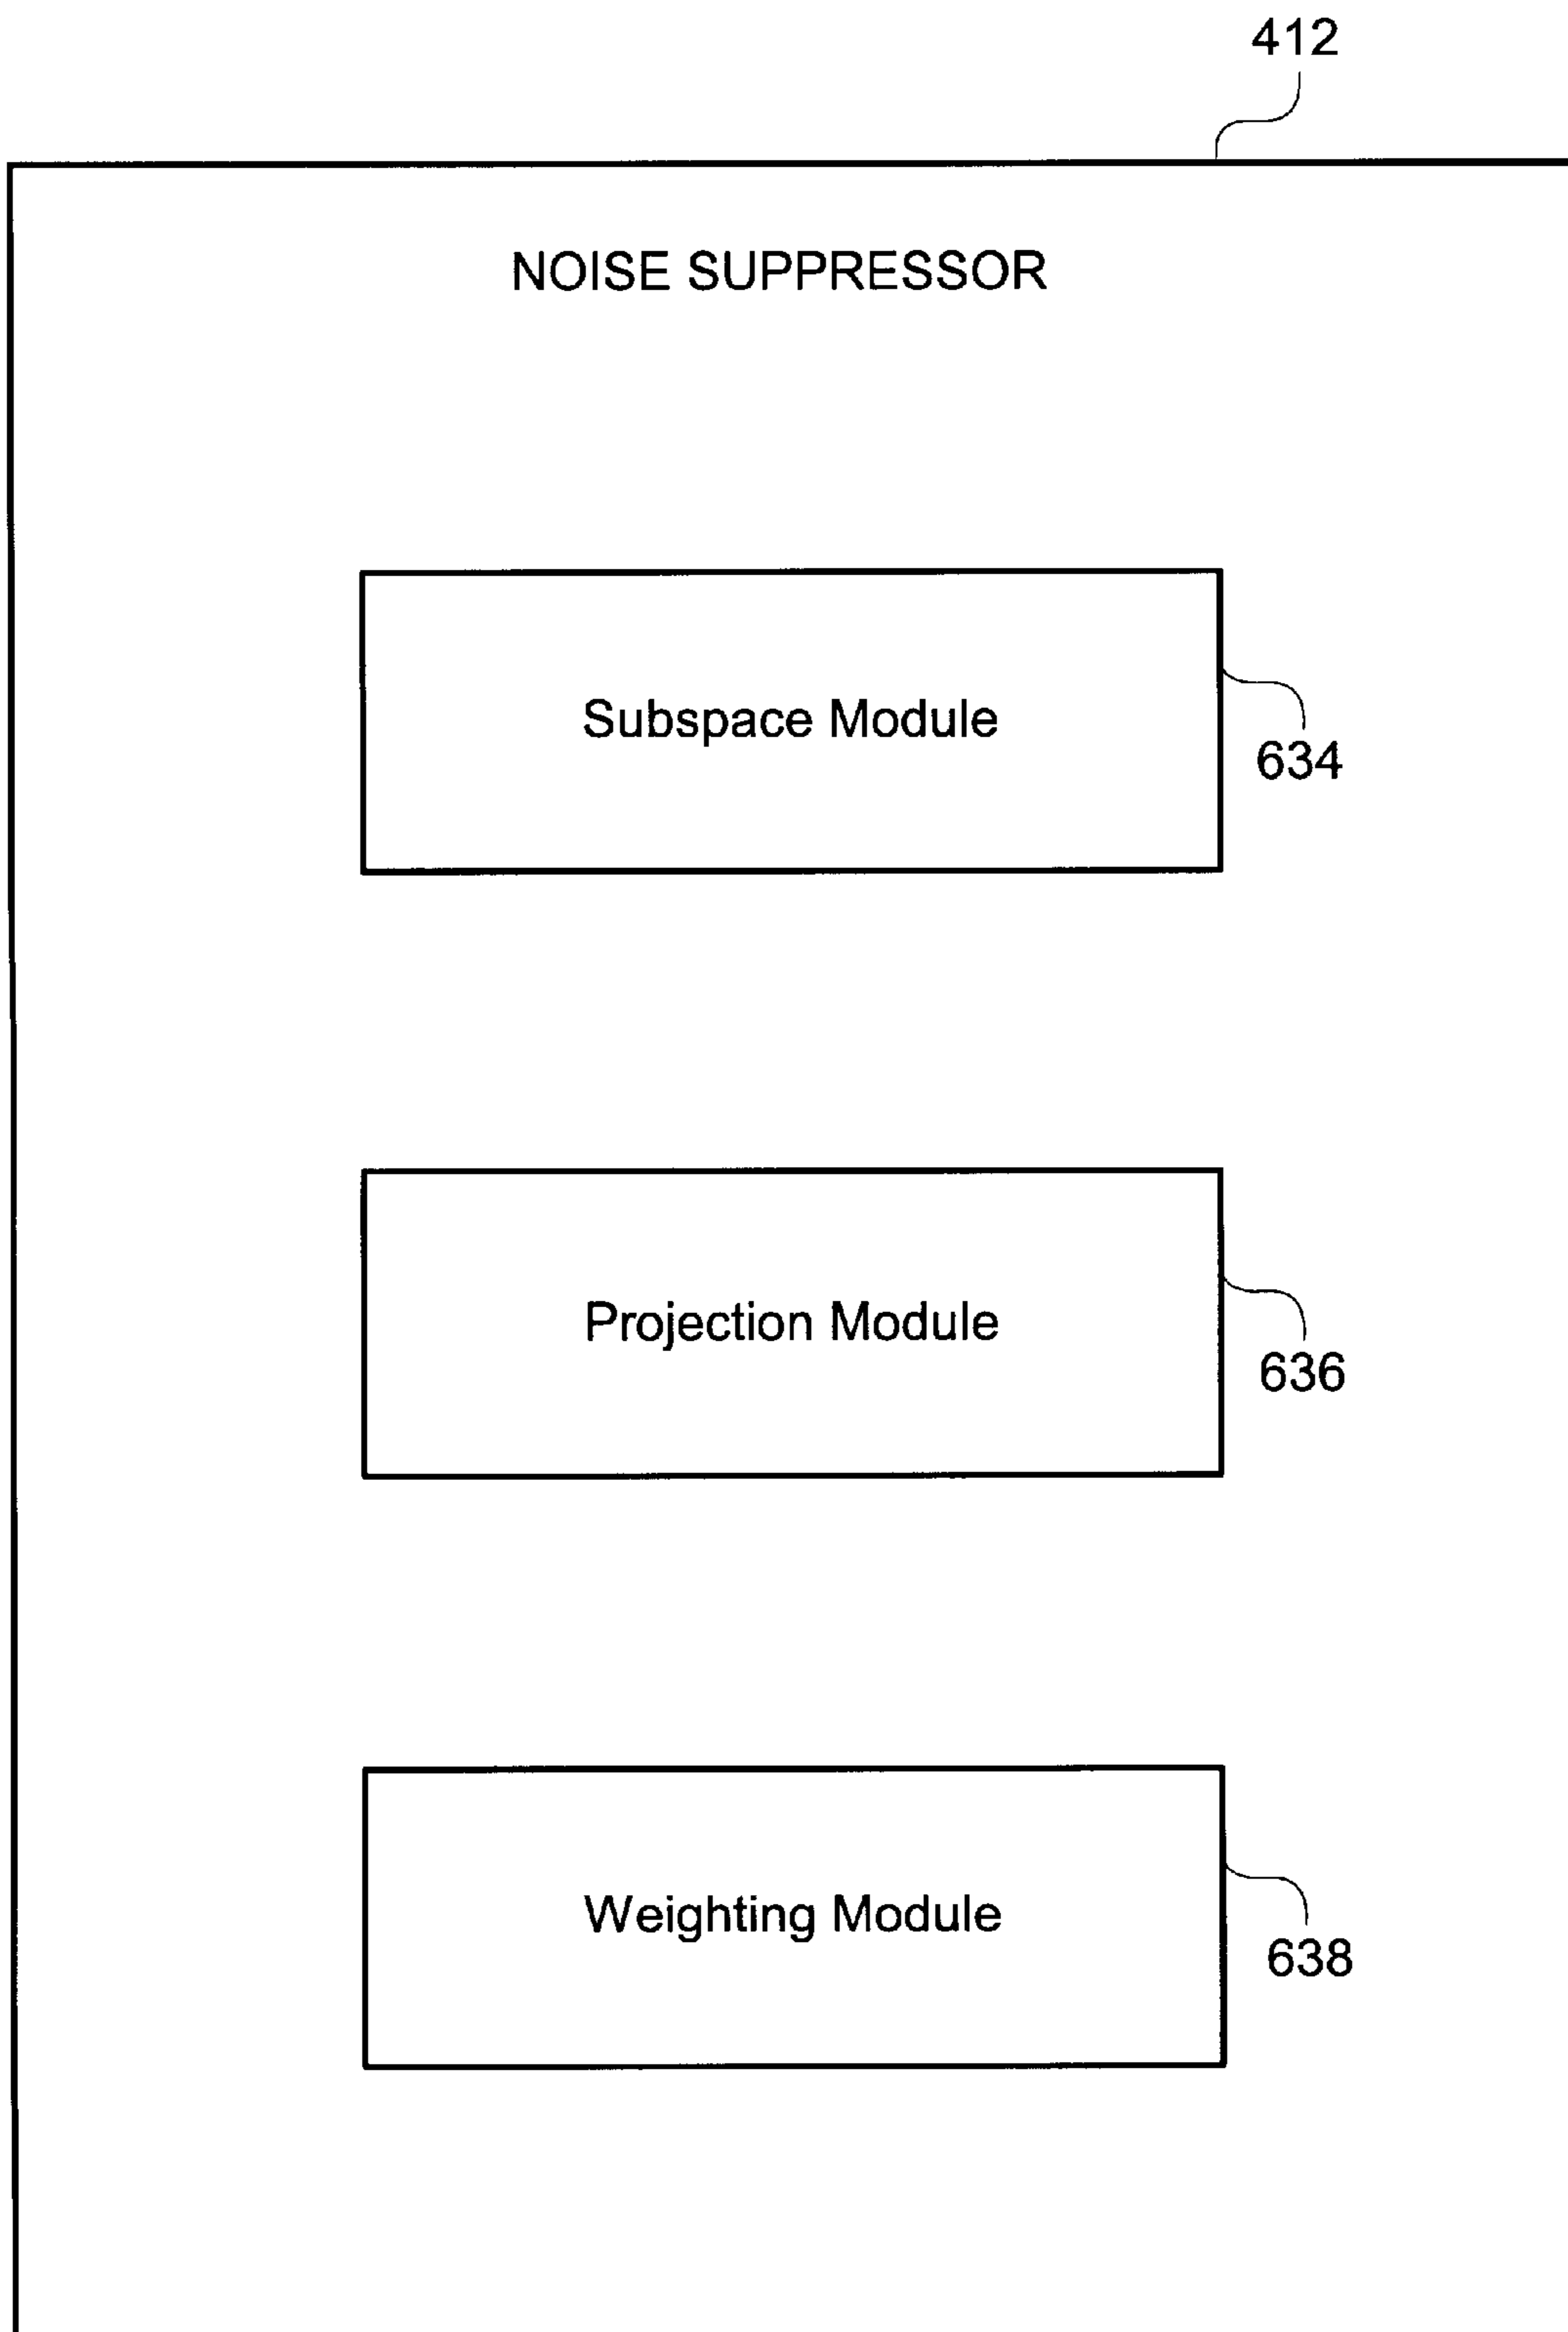 412
NOISE SUPPRESSOR
Subspace Module
634
Projection Module
636
Weighting Module
638